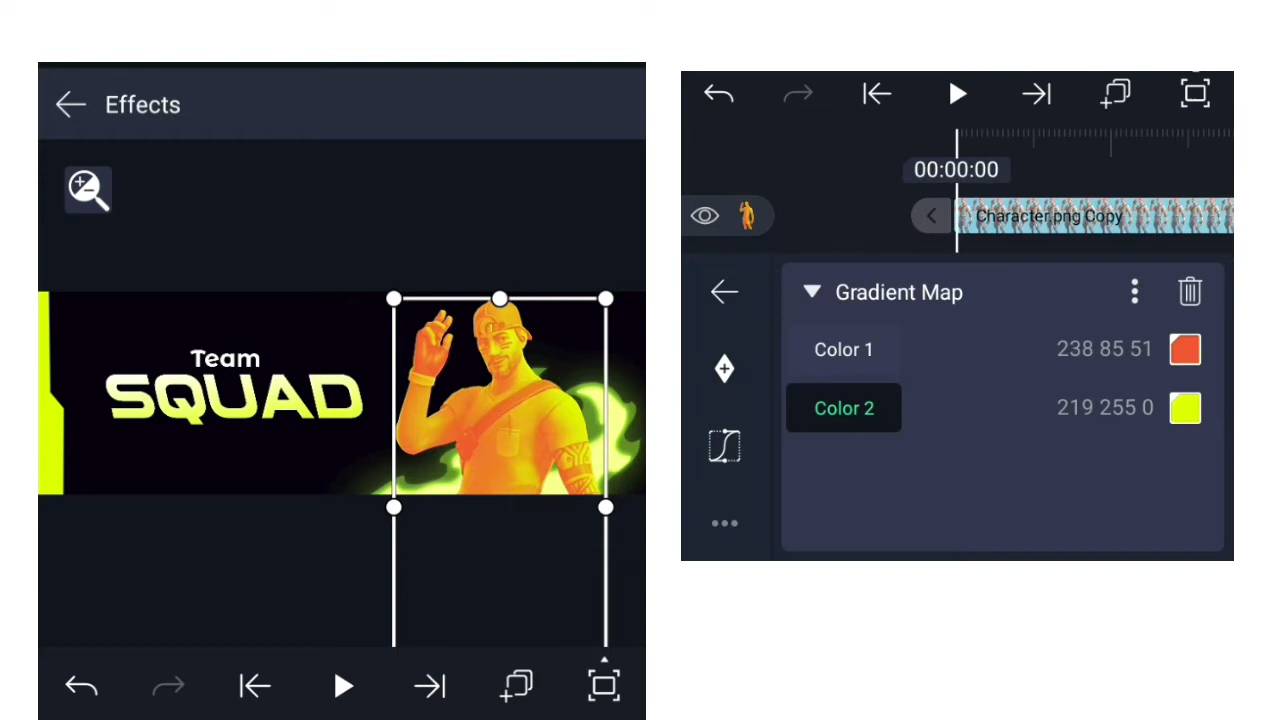 Effects
Team
SQUAD
00:00:00
Character.png Copy
Gradient Map
Color 1 238 85 51
Color 2 219 255 0